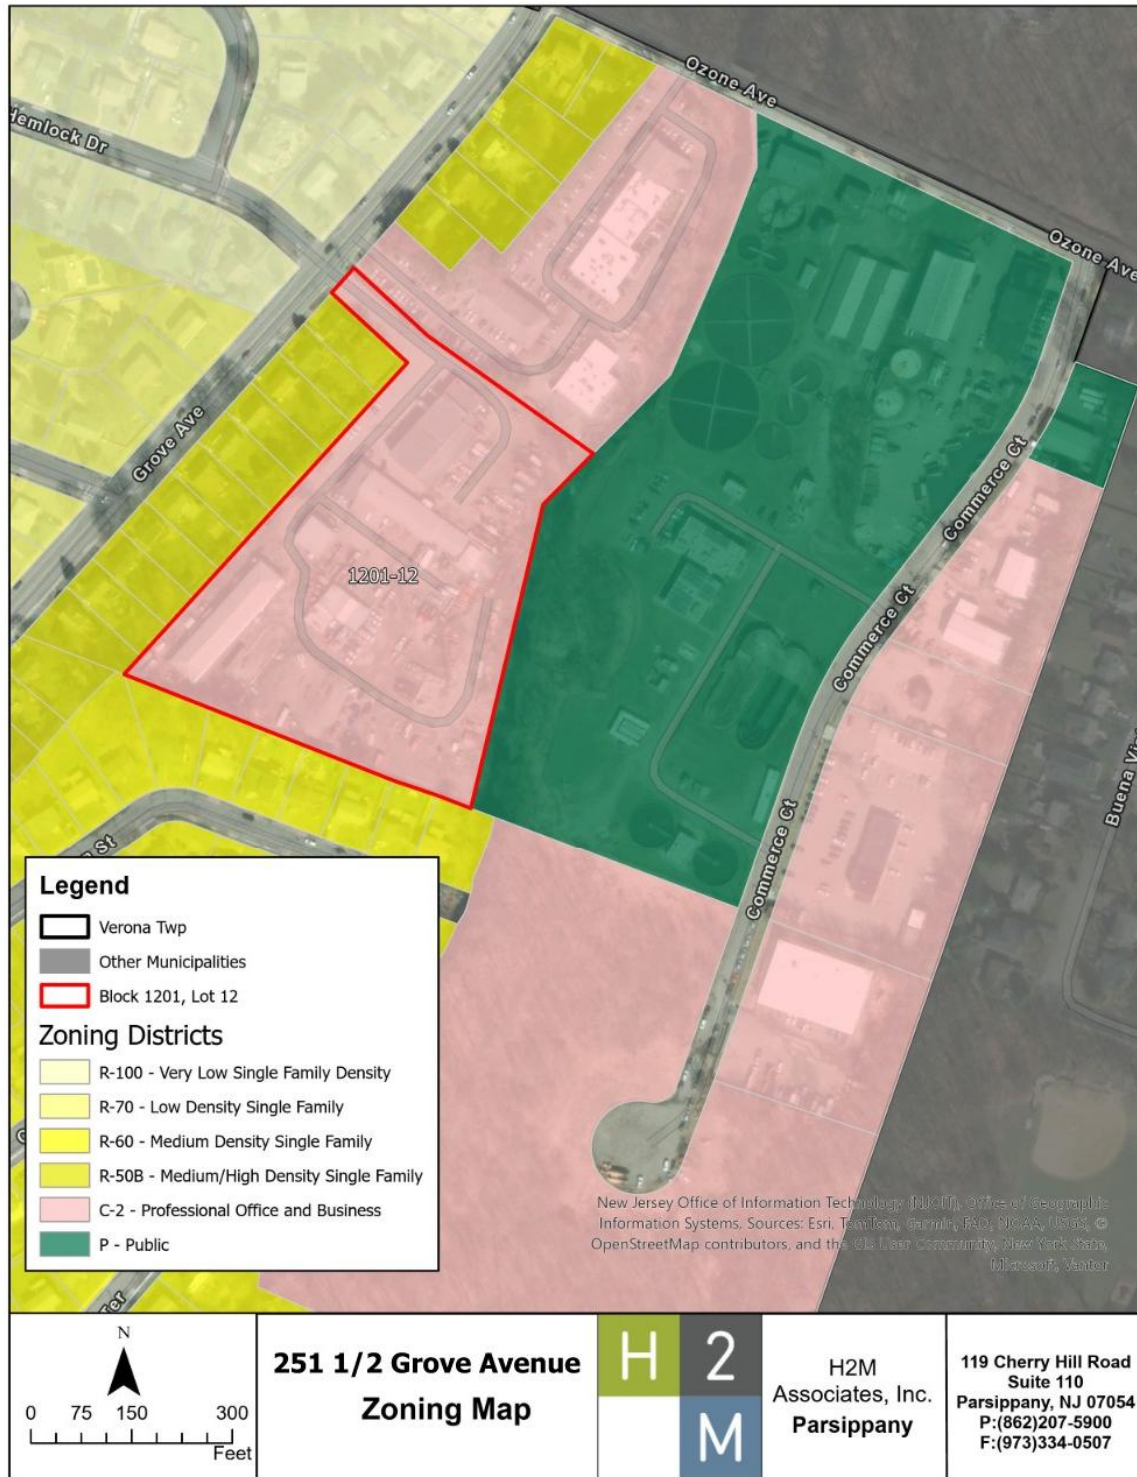 Ozone Ave
Hemlock Dr
Ozone Ave
Grove Ave
Commerce Ct
1201-12
Commerce Ct
Buena Vis
Commerce Ct
St
Legend
Verona Twp
Other Municipalities
Block 1201, Lot 12
Zoning Districts
R-100 - Very Low Single Family Density
R-70 - Low Density Single Family
R-60 - Medium Density Single Family
R-50B - Medium/High Density Single Family
C-2 - Professional Office and Business
P - Public
New Jersey Office of Information Technology (NJOIT), Office of Geographic
Information Systems, Sources: Esri, TomTom, Garmin, FAO, NOAA, USGS, ©
OpenStreetMap contributors, and the GIS User Community, New York State,
Microsoft, Vantor
Ter
N
0 75 150 300
Feet
251 1/2 Grove Avenue
Zoning Map
H2M
H2M
Associates, Inc.
Parsippany
119 Cherry Hill Road
Suite 110
Parsippany, NJ 07054
P:(862)207-5900
F:(973)334-0507